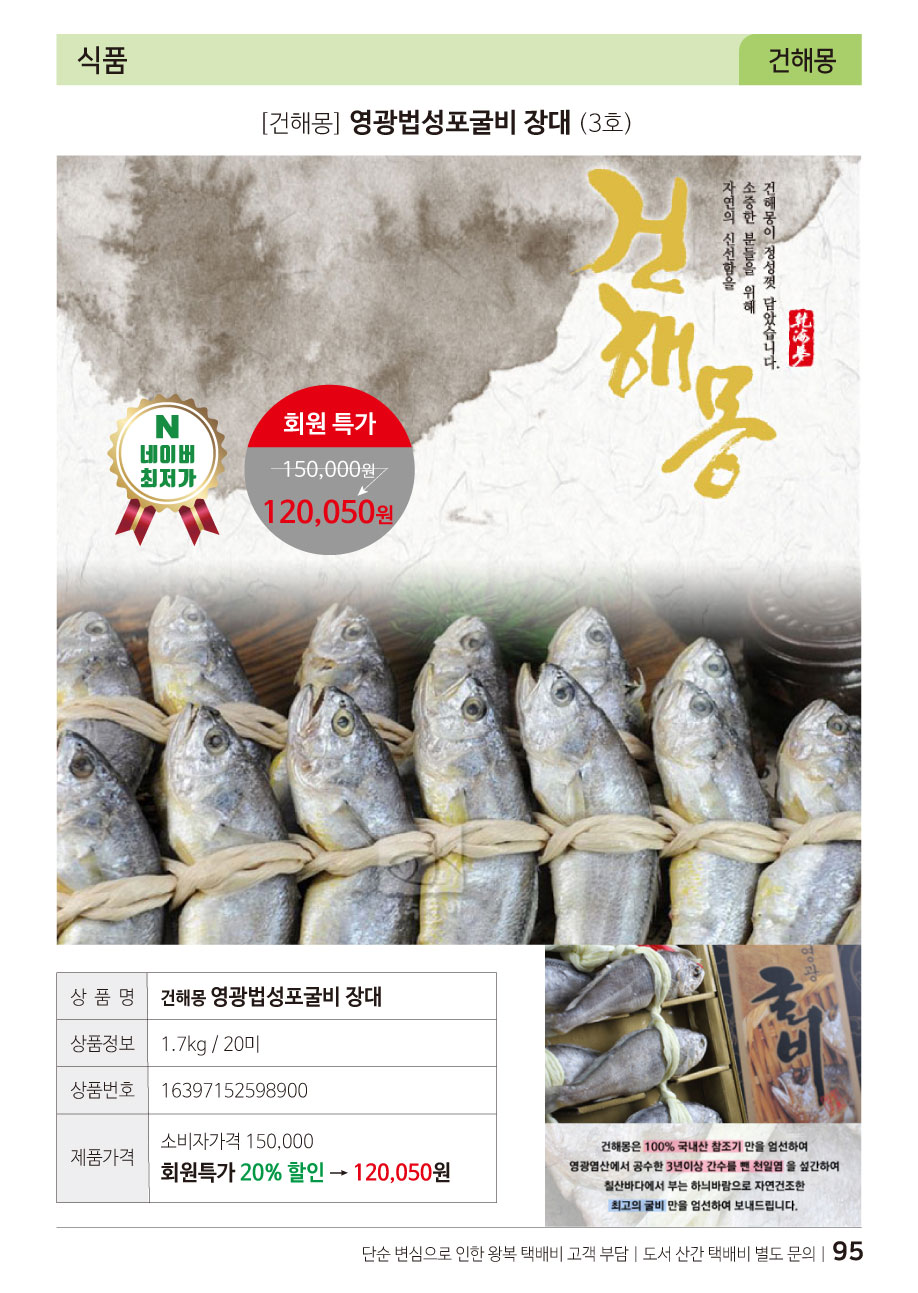 식품
건해몽
[건해몽] 영광법성포굴비 장대 (3호)
건해몽
건해몽이 정성껏 담았습니다.
소중한 분들을 위해
자연의 신선함을
乾海夢
N
네이버
최저가
회원 특가
150,000원
120,050원
상 품 명
건해몽 영광법성포굴비 장대
상품정보
1.7kg / 20미
상품번호
16397152598900
제품가격
소비자가격 150,000
회원특가 20% 할인 → 120,050원
영광
굴비
건해몽은 100% 국내산 참조기 만을 엄선하여
영광염산에서 공수한 3년이상 간수를 뺀 천일염 을 섶간하여
칠산바다에서 부는 하늬바람으로 자연건조한
최고의 굴비 만을 엄선하여 보내드립니다.
단순 변심으로 인한 왕복 택배비 고객 부담 | 도서 산간 택배비 별도 문의 | 95